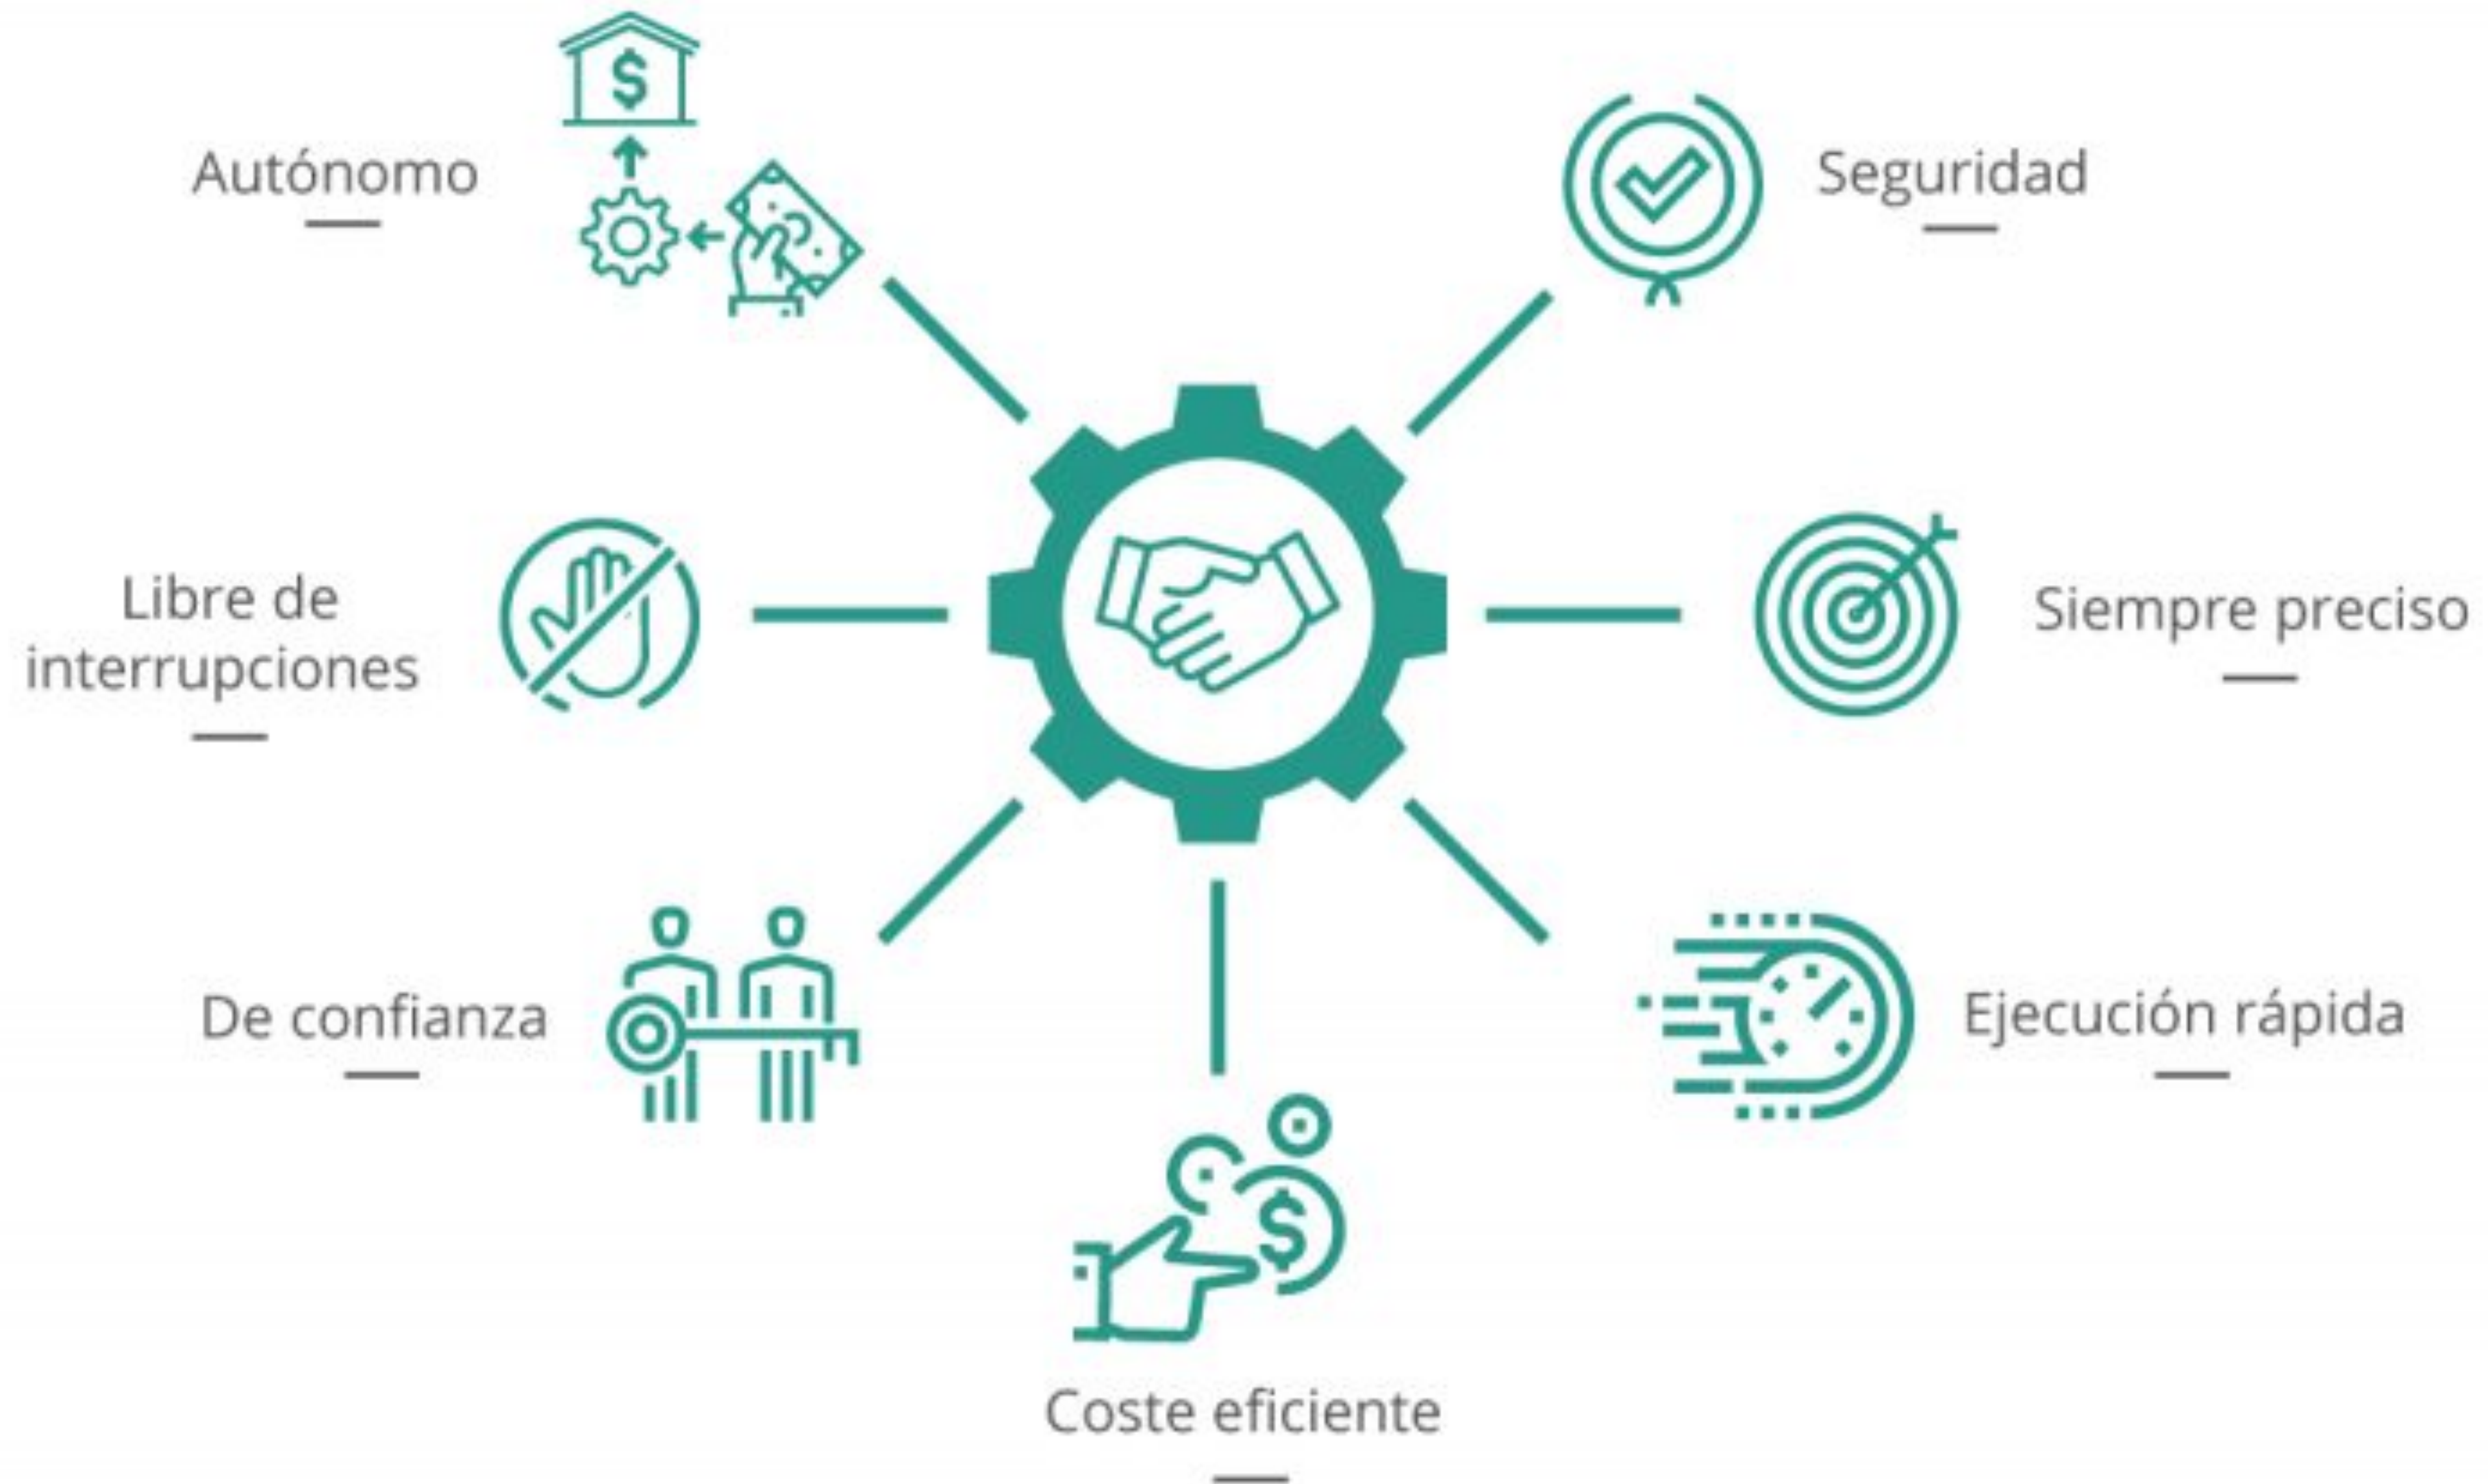 Autónomo
Seguridad
Libre de
interrupciones
Siempre preciso
De confianza
Ejecución rápida
Coste eficiente